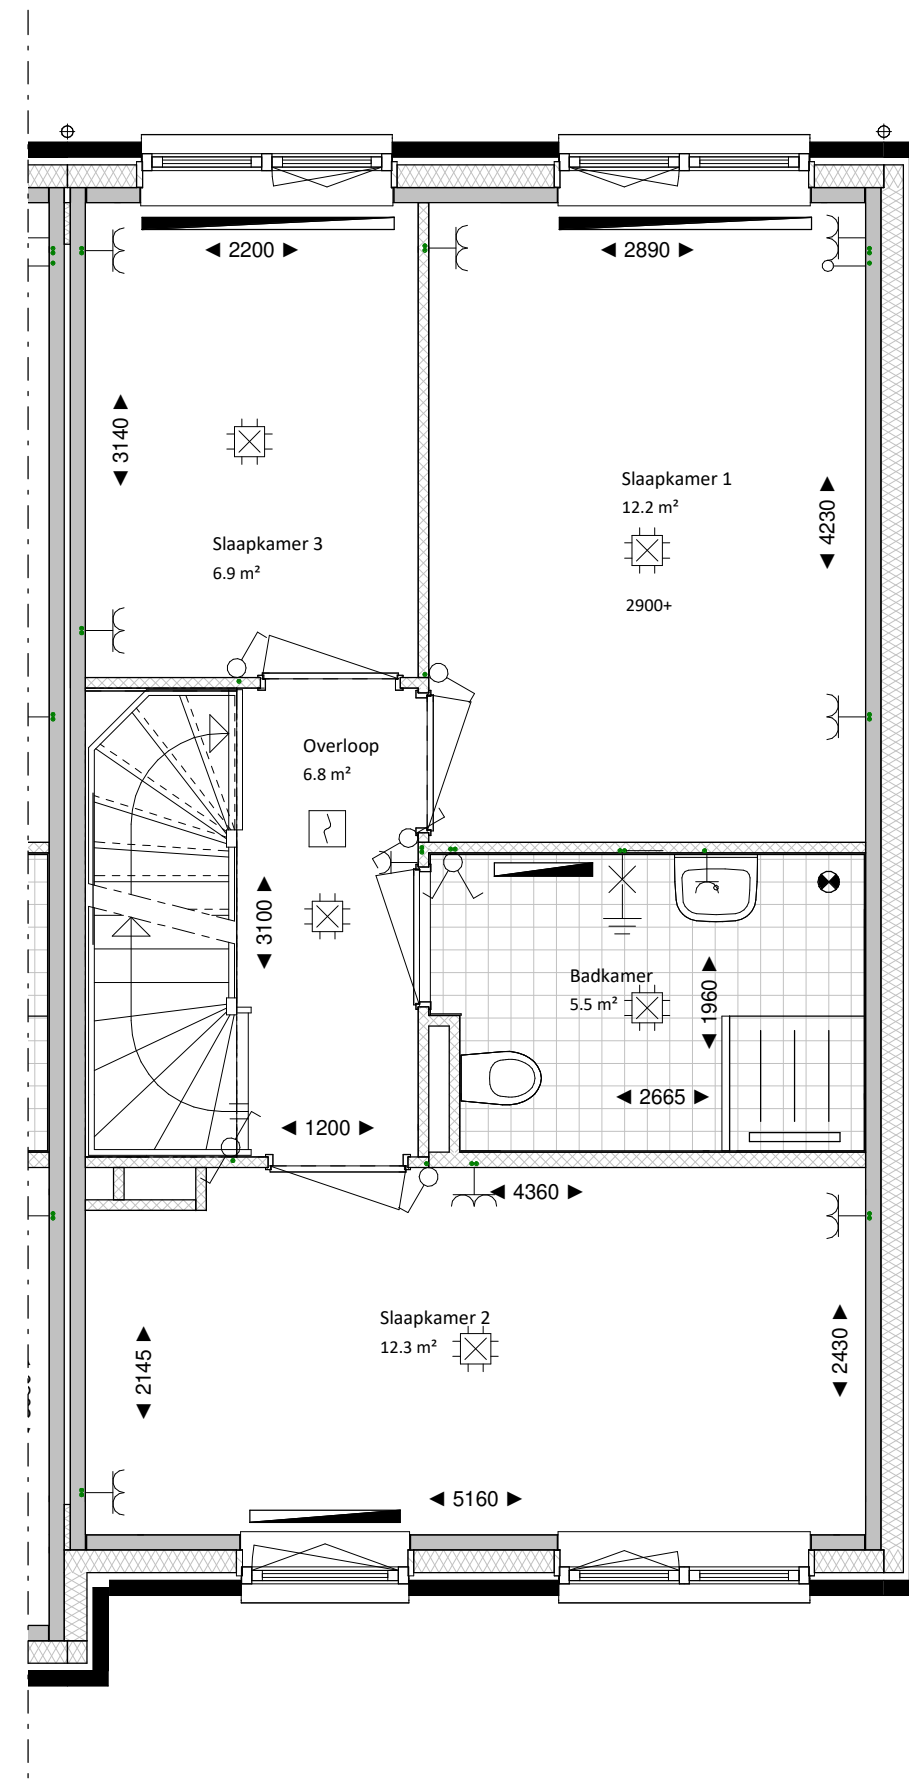 ◄ 2200 ►
◄ 2890 ►
◄ 3140 ►
Slaapkamer 1
12.2 m²
◄ 4230 ►
Slaapkamer 3
6.9 m²
2900+
Overloop
6.8 m²
◄ 3100 ►
Badkamer
5.5 m²
◄ 1960 ►
◄ 2665 ►
◄ 1200 ►
◄ 4360 ►
Slaapkamer 2
12.3 m²
◄ 2145 ►
◄ 2430 ►
◄ 5160 ►